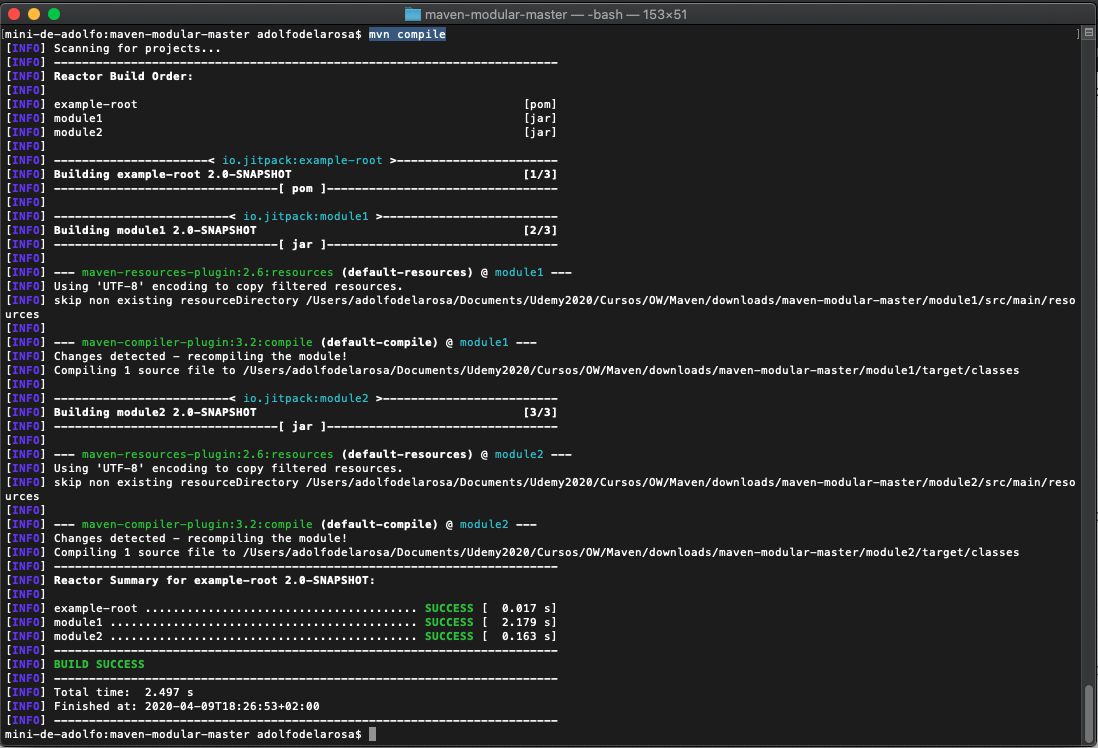 maven-modular-master — -bash — 153×51
[mini-de-adolfo:maven-modular-master adolfodelarosa$ mvn compile ]
[INFO] Scanning for projects...
[INFO] ------------------------------------------------------------------------
[INFO] Reactor Build Order:
[INFO]
[INFO] example-root [pom]
[INFO] module1 [jar]
[INFO] module2 [jar]
[INFO]
[INFO] -----------------------< io.jitpack:example-root >-----------------------
[INFO] Building example-root 2.0-SNAPSHOT [1/3]
[INFO] --------------------------------[ pom ]---------------------------------
[INFO]
[INFO] -------------------------< io.jitpack:module1 >-------------------------
[INFO] Building module1 2.0-SNAPSHOT [2/3]
[INFO] --------------------------------[ jar ]---------------------------------
[INFO]
[INFO] --- maven-resources-plugin:2.6:resources (default-resources) @ module1 ---
[INFO] Using 'UTF-8' encoding to copy filtered resources.
[INFO] skip non existing resourceDirectory /Users/adolfodelarosa/Documents/Udemy2020/Cursos/OW/Maven/downloads/maven-modular-master/module1/src/main/reso
urces
[INFO]
[INFO] --- maven-compiler-plugin:3.2:compile (default-compile) @ module1 ---
[INFO] Changes detected - recompiling the module!
[INFO] Compiling 1 source file to /Users/adolfodelarosa/Documents/Udemy2020/Cursos/OW/Maven/downloads/maven-modular-master/module1/target/classes
[INFO]
[INFO] -------------------------< io.jitpack:module2 >-------------------------
[INFO] Building module2 2.0-SNAPSHOT [3/3]
[INFO] --------------------------------[ jar ]---------------------------------
[INFO]
[INFO] --- maven-resources-plugin:2.6:resources (default-resources) @ module2 ---
[INFO] Using 'UTF-8' encoding to copy filtered resources.
[INFO] skip non existing resourceDirectory /Users/adolfodelarosa/Documents/Udemy2020/Cursos/OW/Maven/downloads/maven-modular-master/module2/src/main/reso
urces
[INFO]
[INFO] --- maven-compiler-plugin:3.2:compile (default-compile) @ module2 ---
[INFO] Changes detected - recompiling the module!
[INFO] Compiling 1 source file to /Users/adolfodelarosa/Documents/Udemy2020/Cursos/OW/Maven/downloads/maven-modular-master/module2/target/classes
[INFO] ------------------------------------------------------------------------
[INFO] Reactor Summary for example-root 2.0-SNAPSHOT:
[INFO]
[INFO] example-root ....................................... SUCCESS [  0.017 s]
[INFO] module1 ............................................ SUCCESS [  2.179 s]
[INFO] module2 ............................................ SUCCESS [  0.163 s]
[INFO] ------------------------------------------------------------------------
[INFO] BUILD SUCCESS
[INFO] ------------------------------------------------------------------------
[INFO] Total time:  2.497 s
[INFO] Finished at: 2020-04-09T18:26:53+02:00
[INFO] ------------------------------------------------------------------------
mini-de-adolfo:maven-modular-master adolfodelarosa$